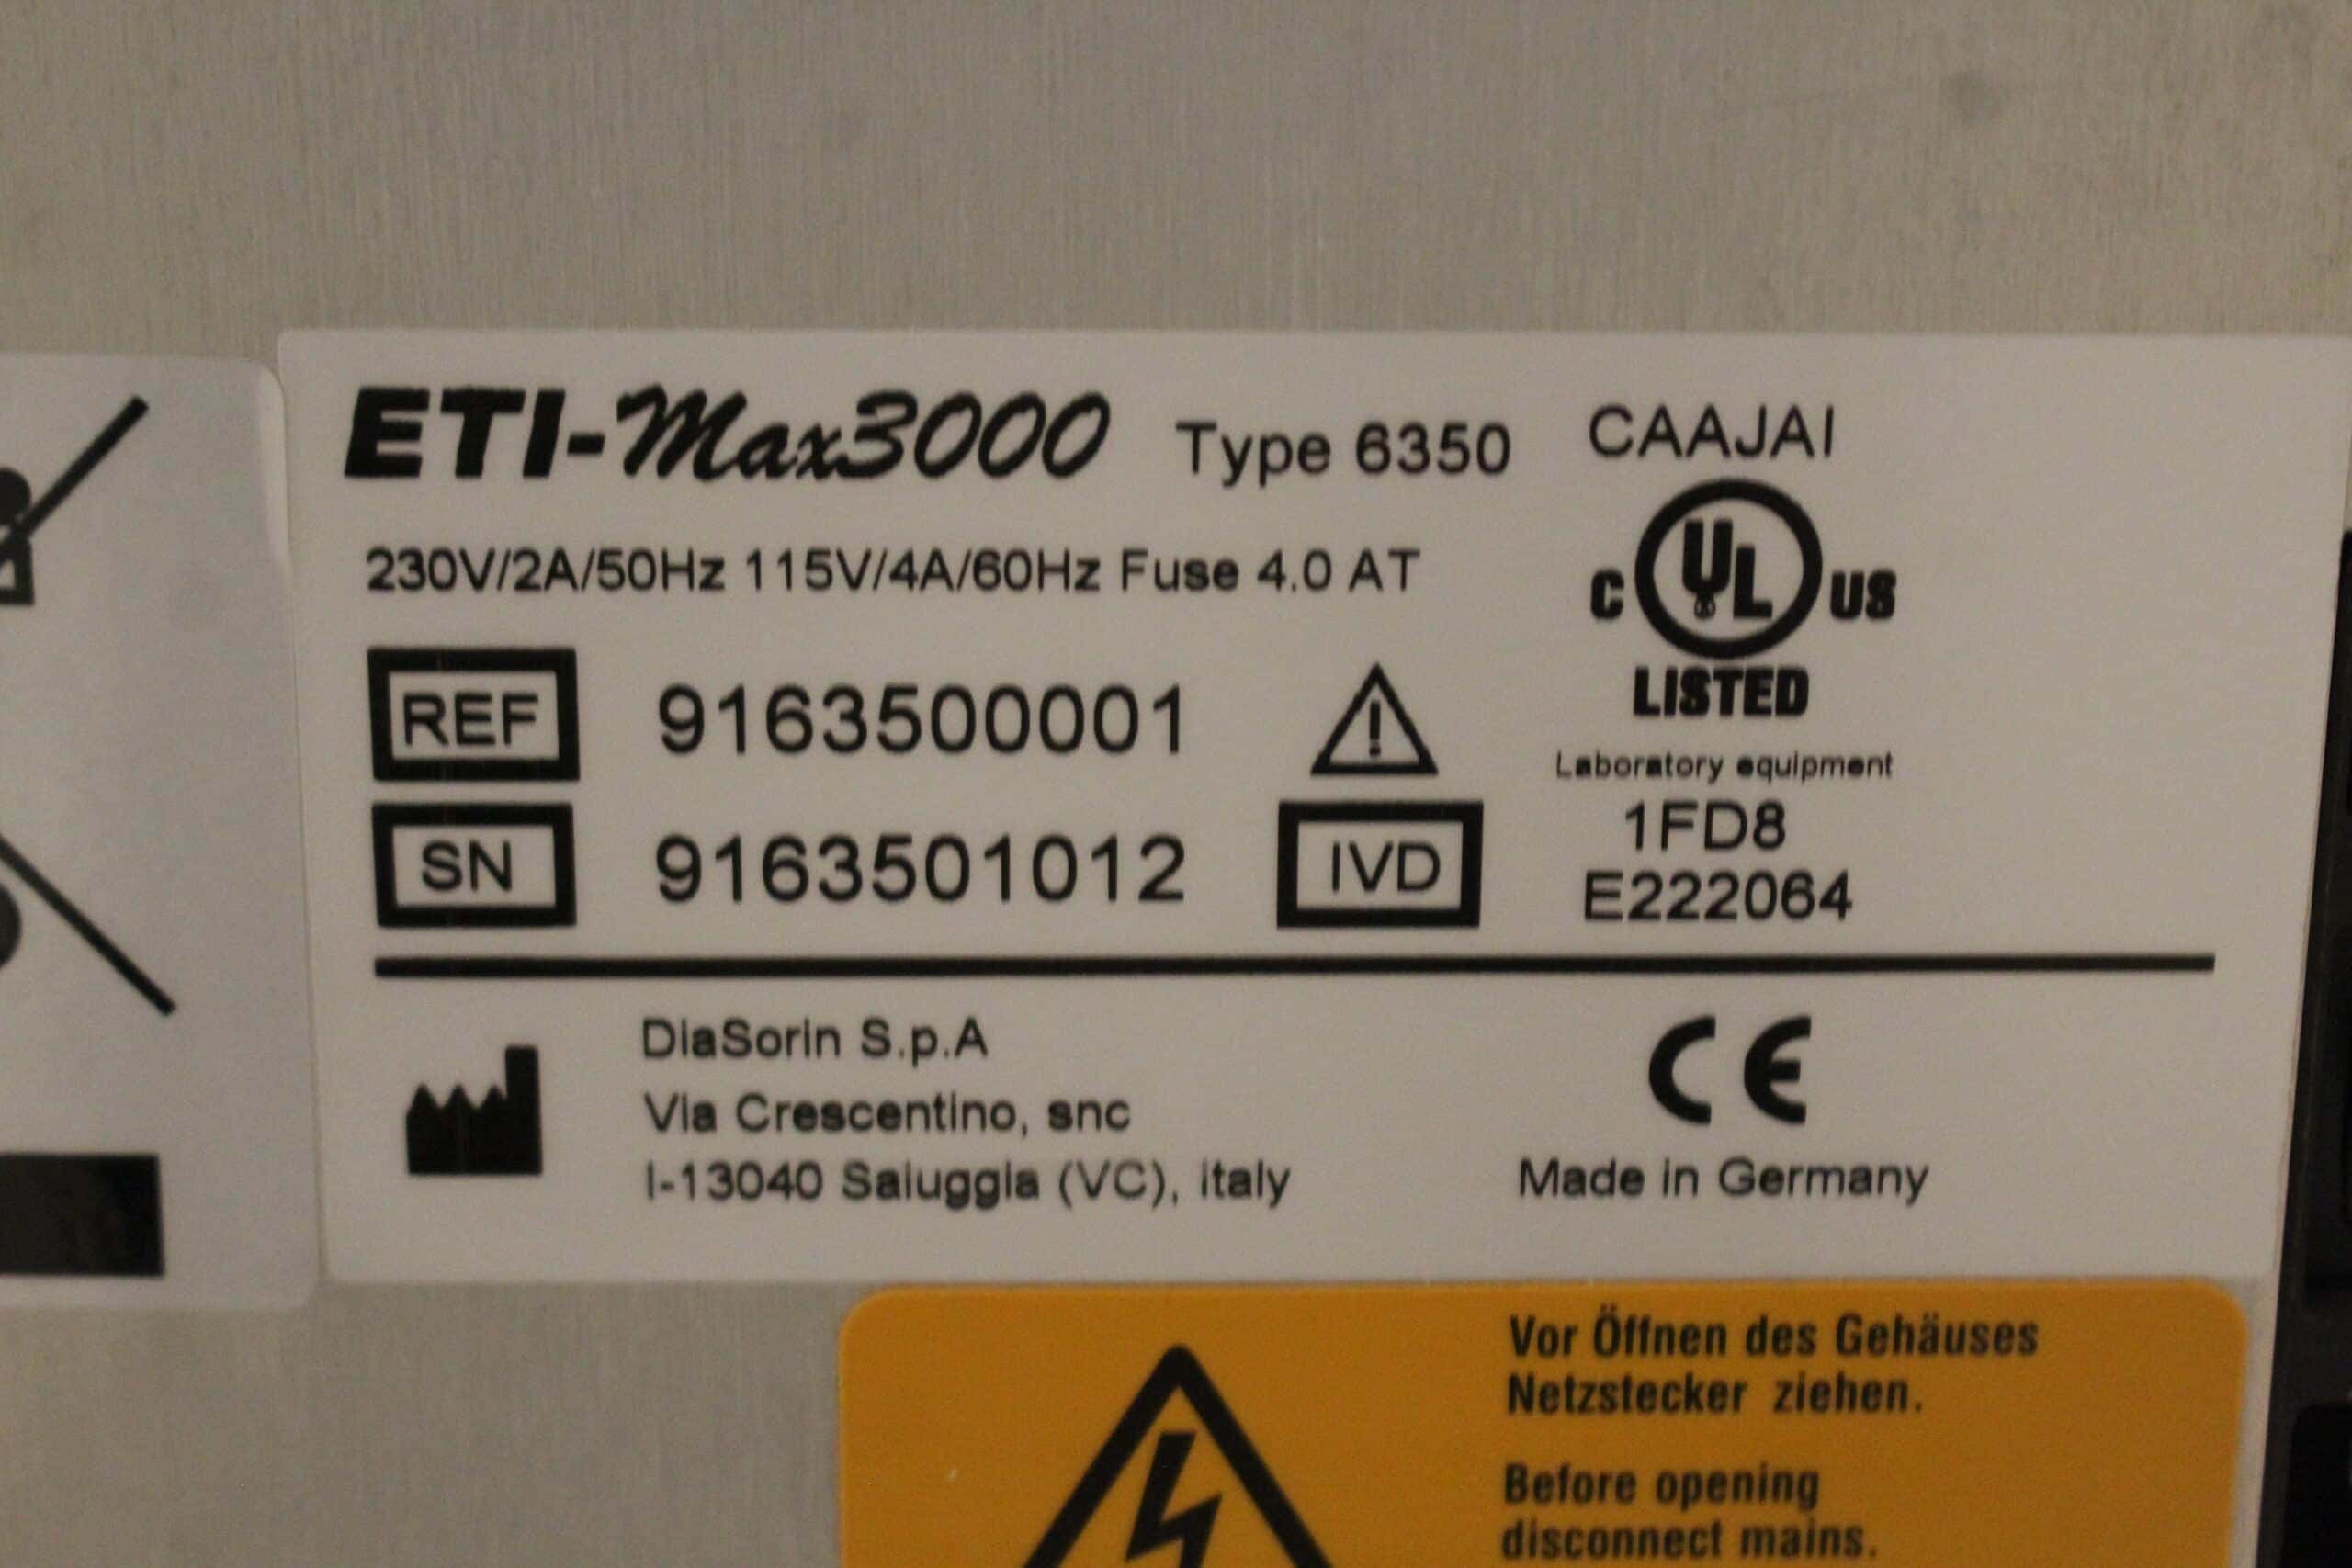 ETI-Max3000 Type 6350 CAAJAI
230V/2A/50Hz 115V/4A/60Hz Fuse 4.0 AT
C UL US
LISTED
REF 9163500001
Laboratory equipment
SN 9163501012 IVD
1FD8
E222064
DiaSorin S.p.A
Via Crescentino, snc
I-13040 Saluggia (VC), Italy
CE
Made in Germany
Vor Öffnen des Gehäuses
Netzstecker ziehen.
Before opening
disconnect mains.